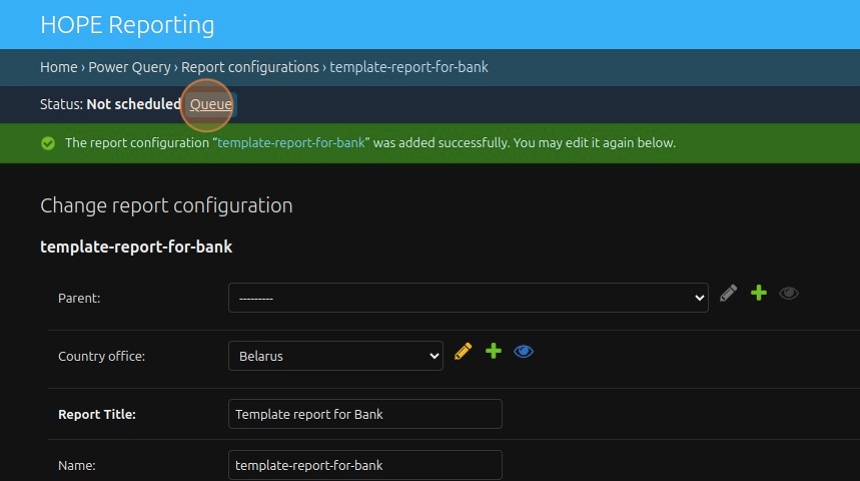 HOPE Reporting
Home › Power Query › Report configurations › template-report-for-bank
Status: Not scheduled Queue
The report configuration “template-report-for-bank” was added successfully. You may edit it again below.
Change report configuration
template-report-for-bank
Parent: ---------
Country office: Belarus
Report Title: Template report for Bank
Name: template-report-for-bank